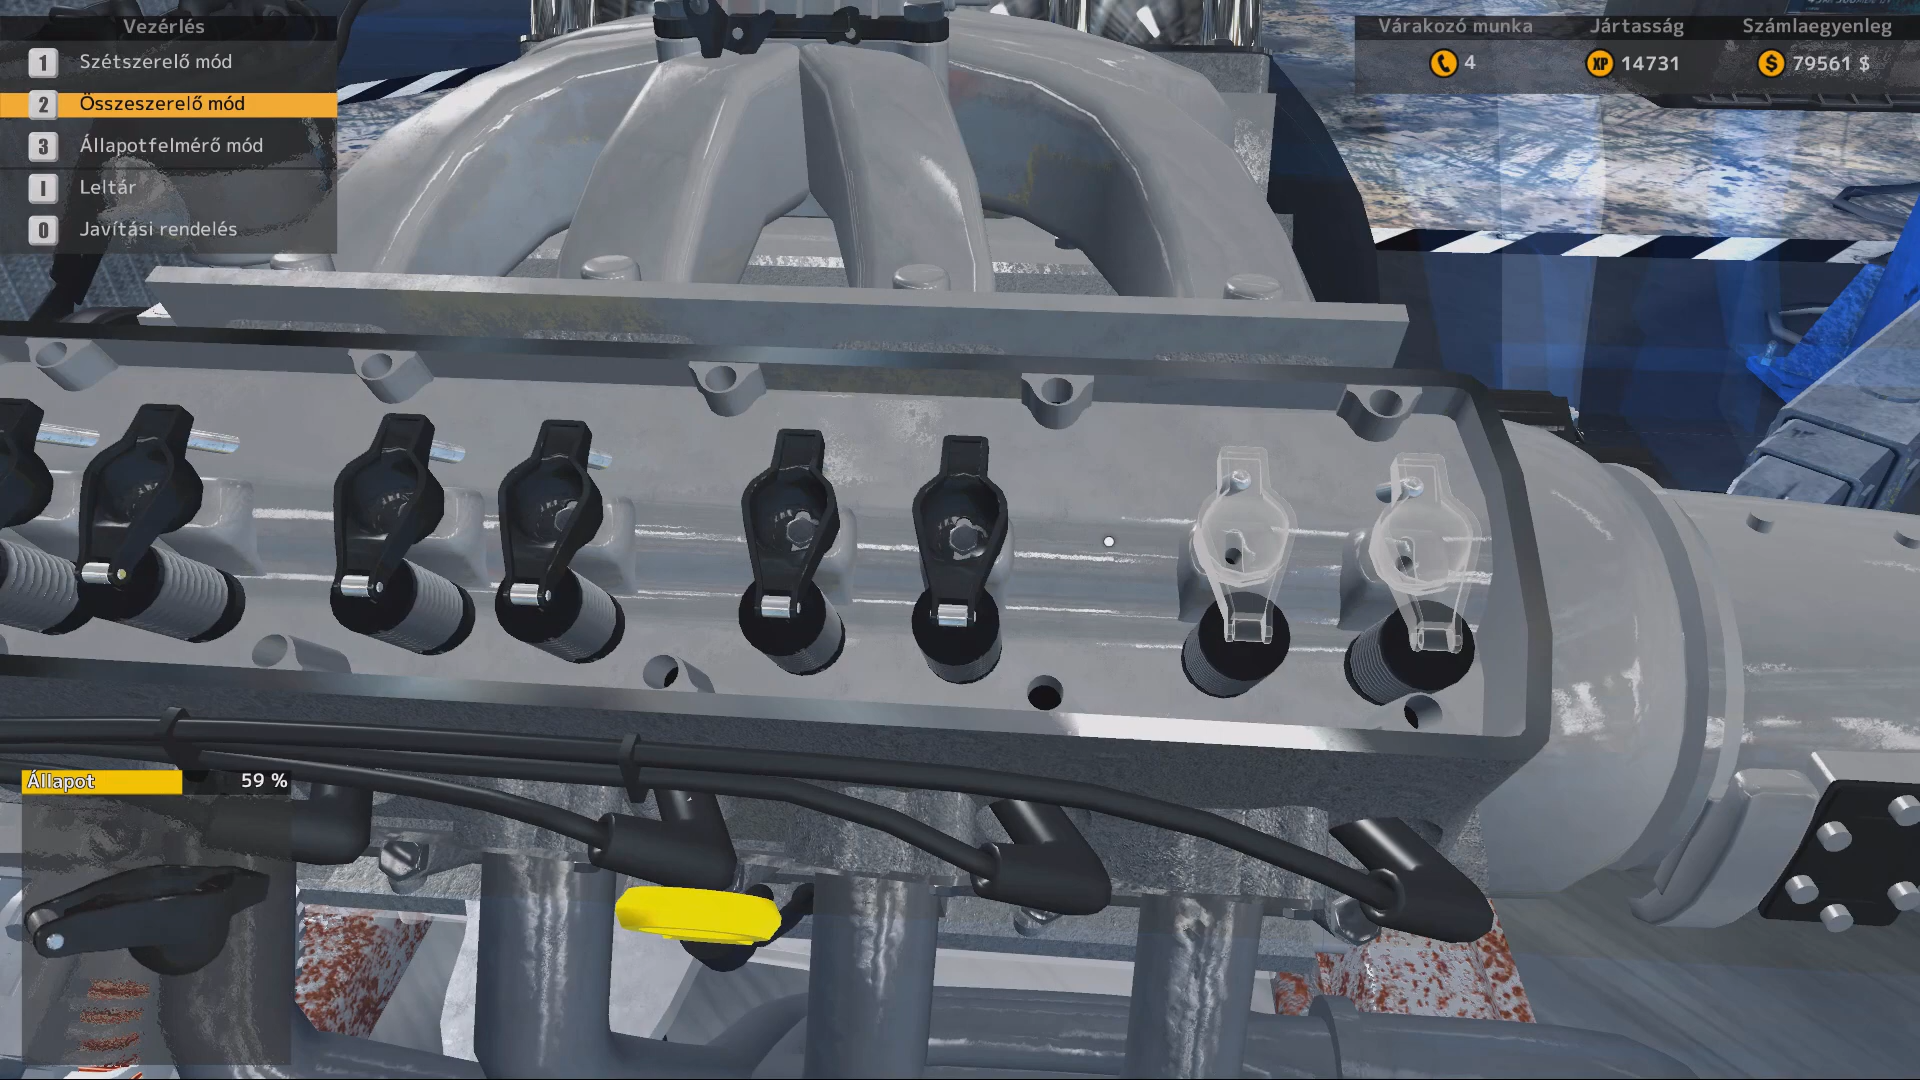 Vezérlés
1 Szétszerelő mód
2 Összeszerelő mód
3 Állapotfelmérő mód
I Leltár
O Javítási rendelés
Várakozó munka Jártasság Számlaegyenleg
4 XP 14731 $ 79561 $
Állapot 59 %